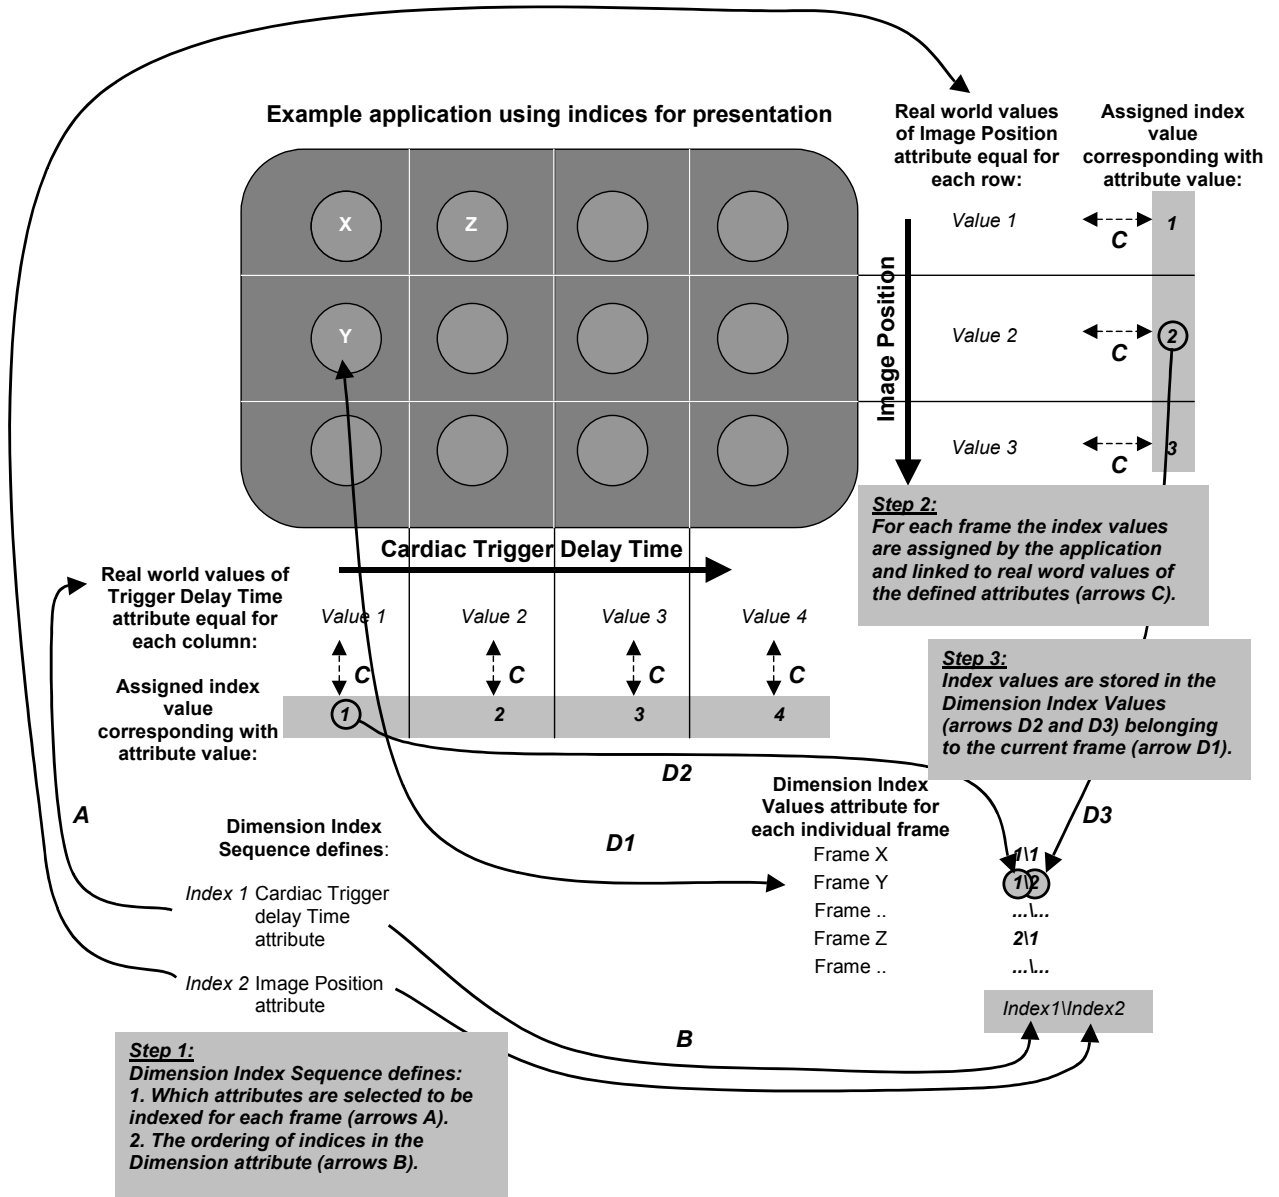 Example application using indices for presentation
Real world values
of Image Position
attribute equal for
each row:
Assigned index
value
corresponding with
attribute value:
X
Z
Y
Image Position
Value 1
C
1
Value 2
C
2
Value 3
C
3
Step 2:
For each frame the index values
are assigned by the application
and linked to real word values of
the defined attributes (arrows C).
Cardiac Trigger Delay Time
Real world values of
Trigger Delay Time
attribute equal for
each column:
Value 1
Value 2
Value 3
Value 4
C
C
C
C
Assigned index
value
corresponding with
attribute value:
1
2
3
4
Step 3:
Index values are stored in the
Dimension Index Values
(arrows D2 and D3) belonging
to the current frame (arrow D1).
D2
D3
A
D1
Dimension Index
Values attribute for
each individual frame
Frame X 1\1
Frame Y 1\2
Frame .. ...\...
Frame Z 2\1
Frame .. ...\...
Index1\Index2
Dimension Index
Sequence defines:
Index 1 Cardiac Trigger
delay Time
attribute
Index 2 Image Position
attribute
B
Step 1:
Dimension Index Sequence defines:
1. Which attributes are selected to be
indexed for each frame (arrows A).
2. The ordering of indices in the
Dimension attribute (arrows B).